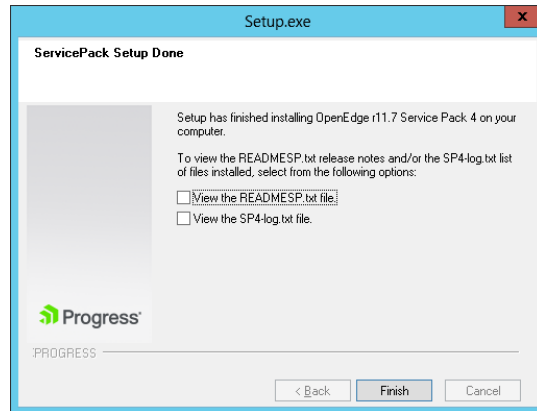 Setup.exe
x
ServicePack Setup Done
Setup has finished installing OpenEdge r11.7 Service Pack 4 on your
computer.
To view the READMESP.txt release notes and/or the SP4-log.txt list
of files installed, select from the following options:
View the READMESP.txt file.
View the SP4-log.txt file.
Progress
PROGRESS
< Back
Finish
Cancel